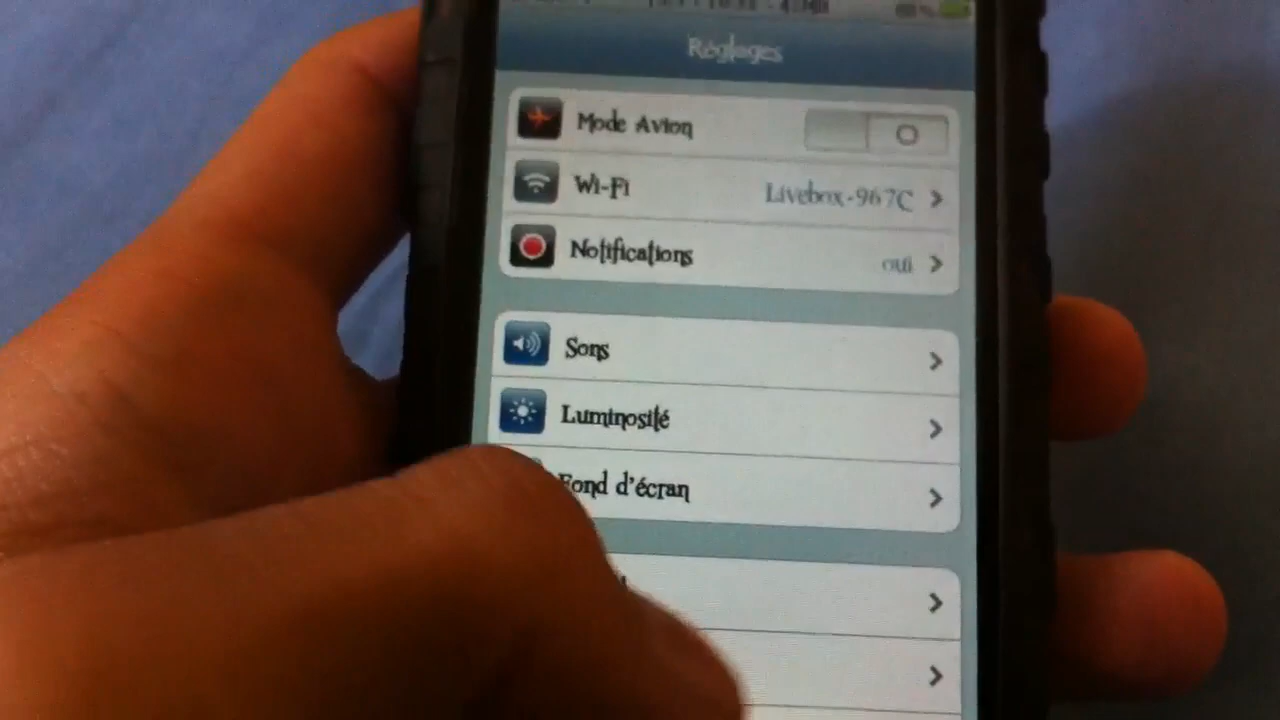 Réglages
Mode Avion
Wi-Fi Livebox-967C
Notifications oui
Sons
Luminosité
Fond d'écran